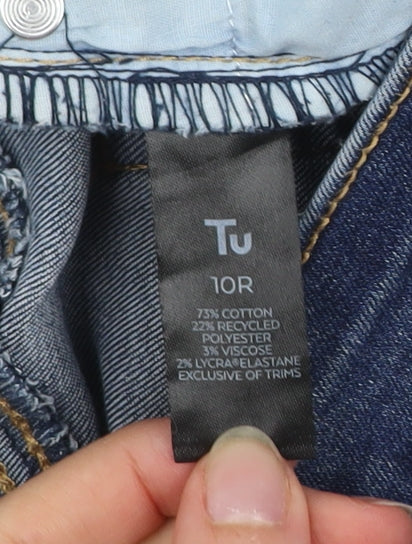 Tu
10R
73% COTTON
22% RECYCLED
POLYESTER
3% VISCOSE
2% LYCRA®ELASTANE
EXCLUSIVE OF TRIMS